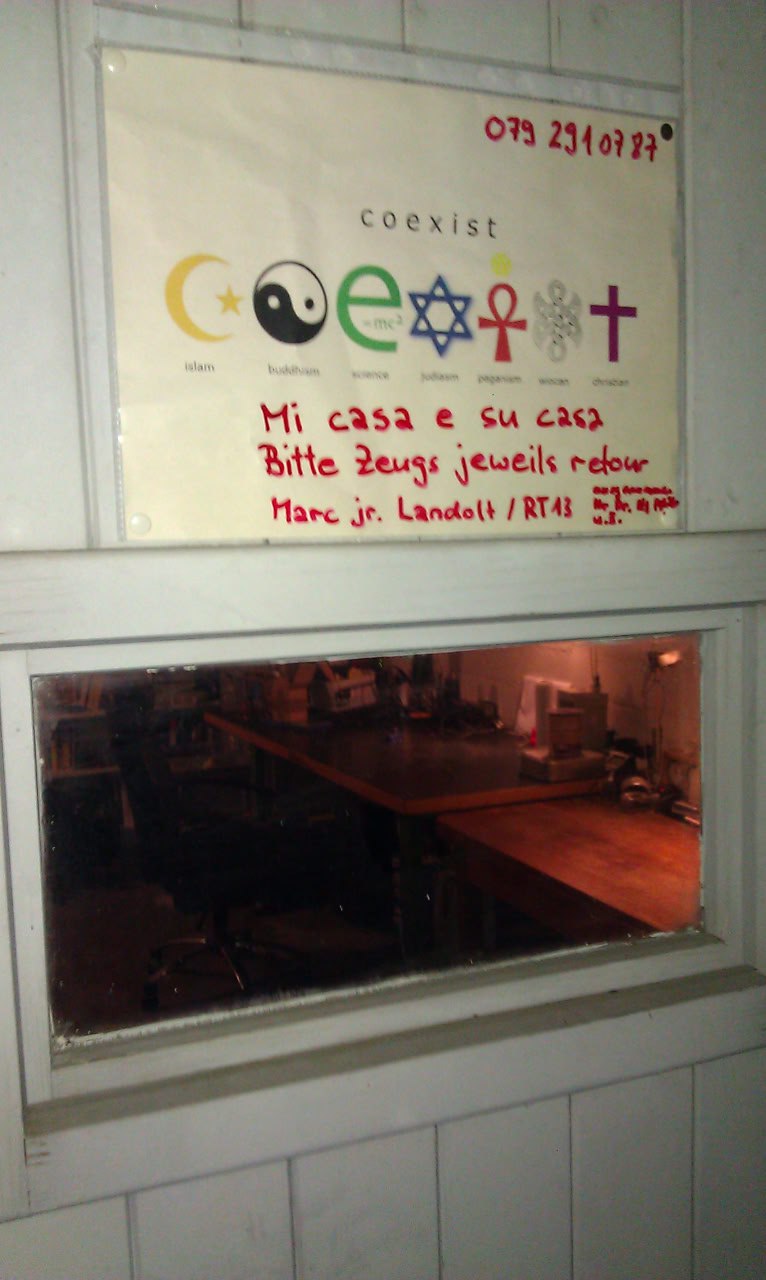 079 291 07 87
coexist
e
=mc²
islam buddhism science judaism paganism wiccan christian
Mi casa e su casa
Bitte Zeugs jeweils retour
Marc jr. Landolt / RT13
u.s.